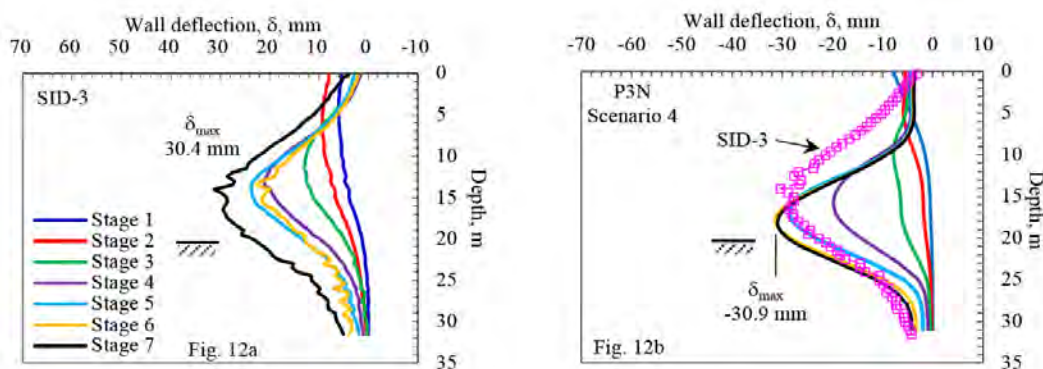 Wall deflection, δ, mm
70 60 50 40 30 20 10 0 -10
0
5
10
15
20
25
30
35
Depth, m
SID-3
δmax
30.4 mm
Stage 1
Stage 2
Stage 3
Stage 4
Stage 5
Stage 6
Stage 7
Fig. 12a
Wall deflection, δ, mm
-70 -60 -50 -40 -30 -20 -10 0 10
0
5
10
15
20
25
30
35
Depth, m
P3N
Scenario 4
SID-3
δmax
-30.9 mm
Fig. 12b